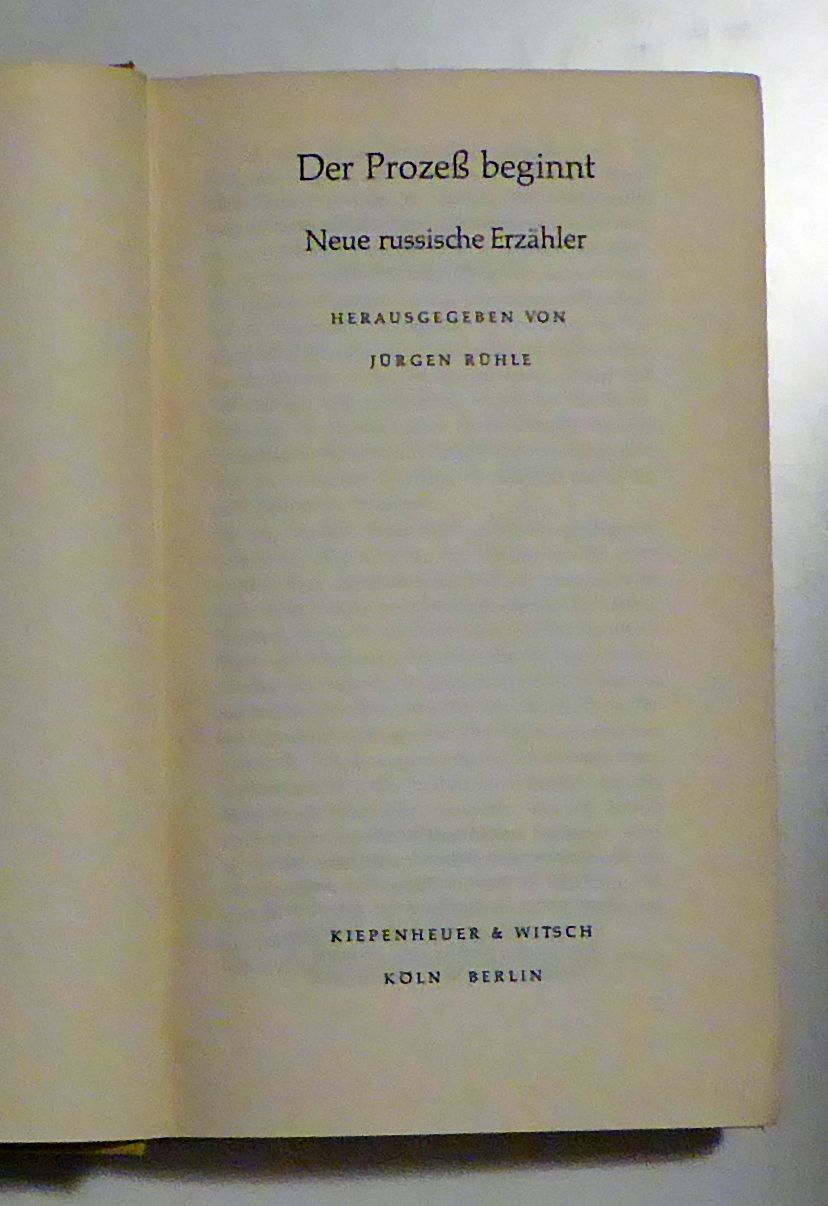 Der Prozeß beginnt
Neue russische Erzähler
HERAUSGEGEBEN VON
JÜRGEN RÜHLE
KIEPENHEUER & WITSCH
KÖLN · BERLIN